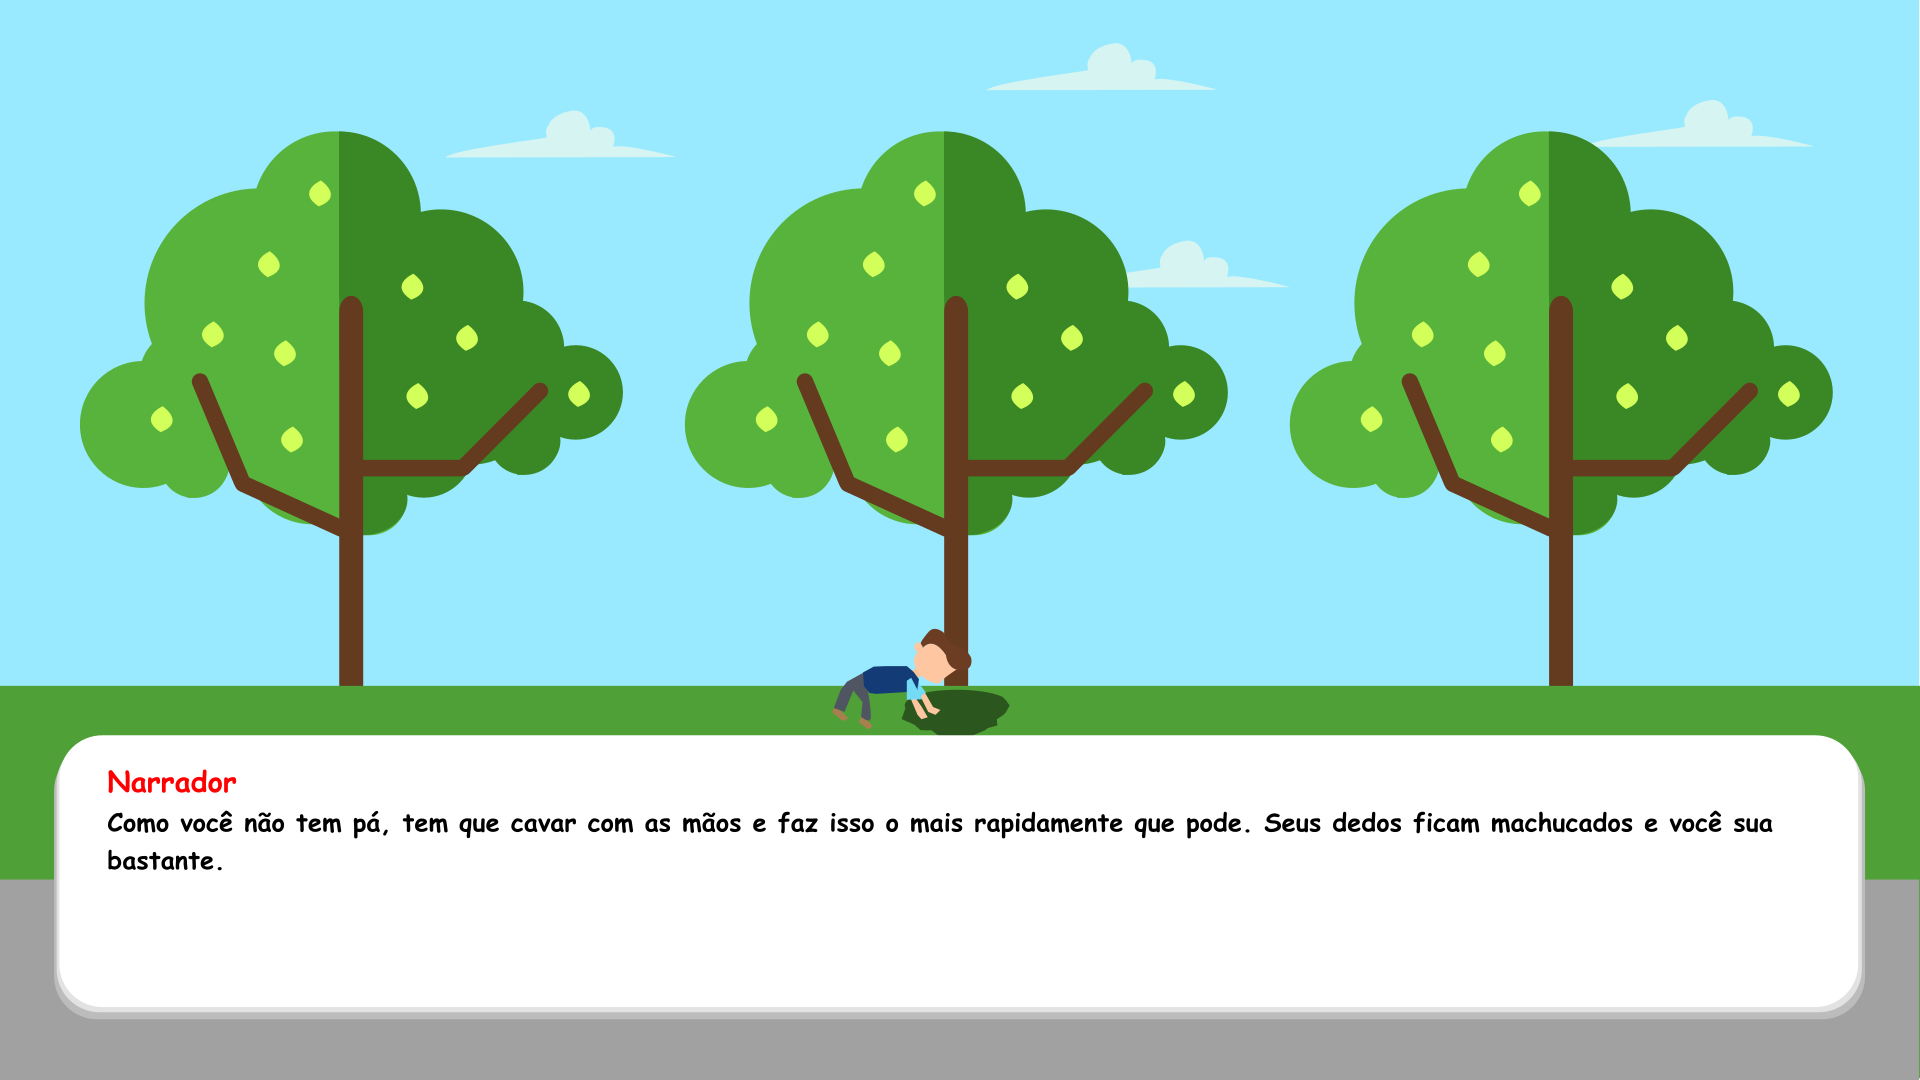 Narrador
Como você não tem pá, tem que cavar com as mãos e faz isso o mais rapidamente que pode. Seus dedos ficam machucados e você sua
bastante.